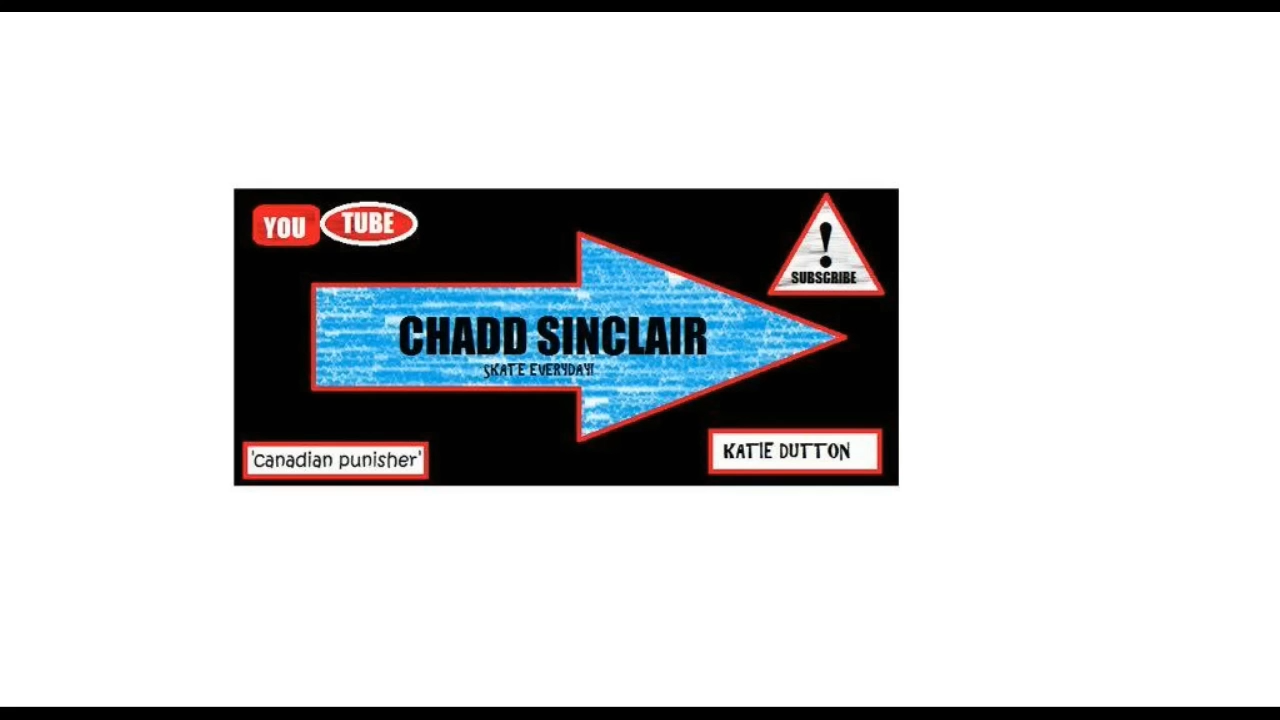 YOU TUBE
!
SUBSCRIBE
CHADD SINCLAIR
SKATE EVERYDAY!
'canadian punisher'
KATIE DUTTON